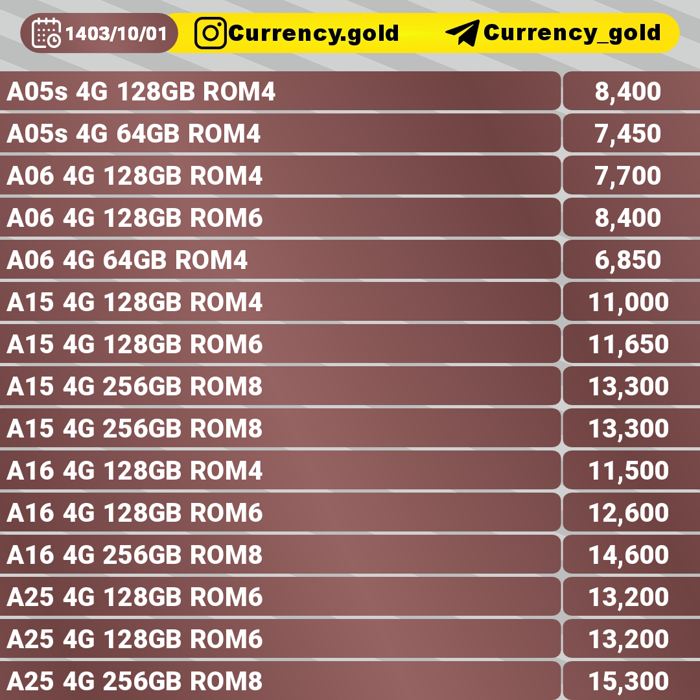 1403/10/01 Currency.gold Currency_gold
A05s 4G 128GB ROM4 8,400
A05s 4G 64GB ROM4 7,450
A06 4G 128GB ROM4 7,700
A06 4G 128GB ROM6 8,400
A06 4G 64GB ROM4 6,850
A15 4G 128GB ROM4 11,000
A15 4G 128GB ROM6 11,650
A15 4G 256GB ROM8 13,300
A15 4G 256GB ROM8 13,300
A16 4G 128GB ROM4 11,500
A16 4G 128GB ROM6 12,600
A16 4G 256GB ROM8 14,600
A25 4G 128GB ROM6 13,200
A25 4G 128GB ROM6 13,200
A25 4G 256GB ROM8 15,300